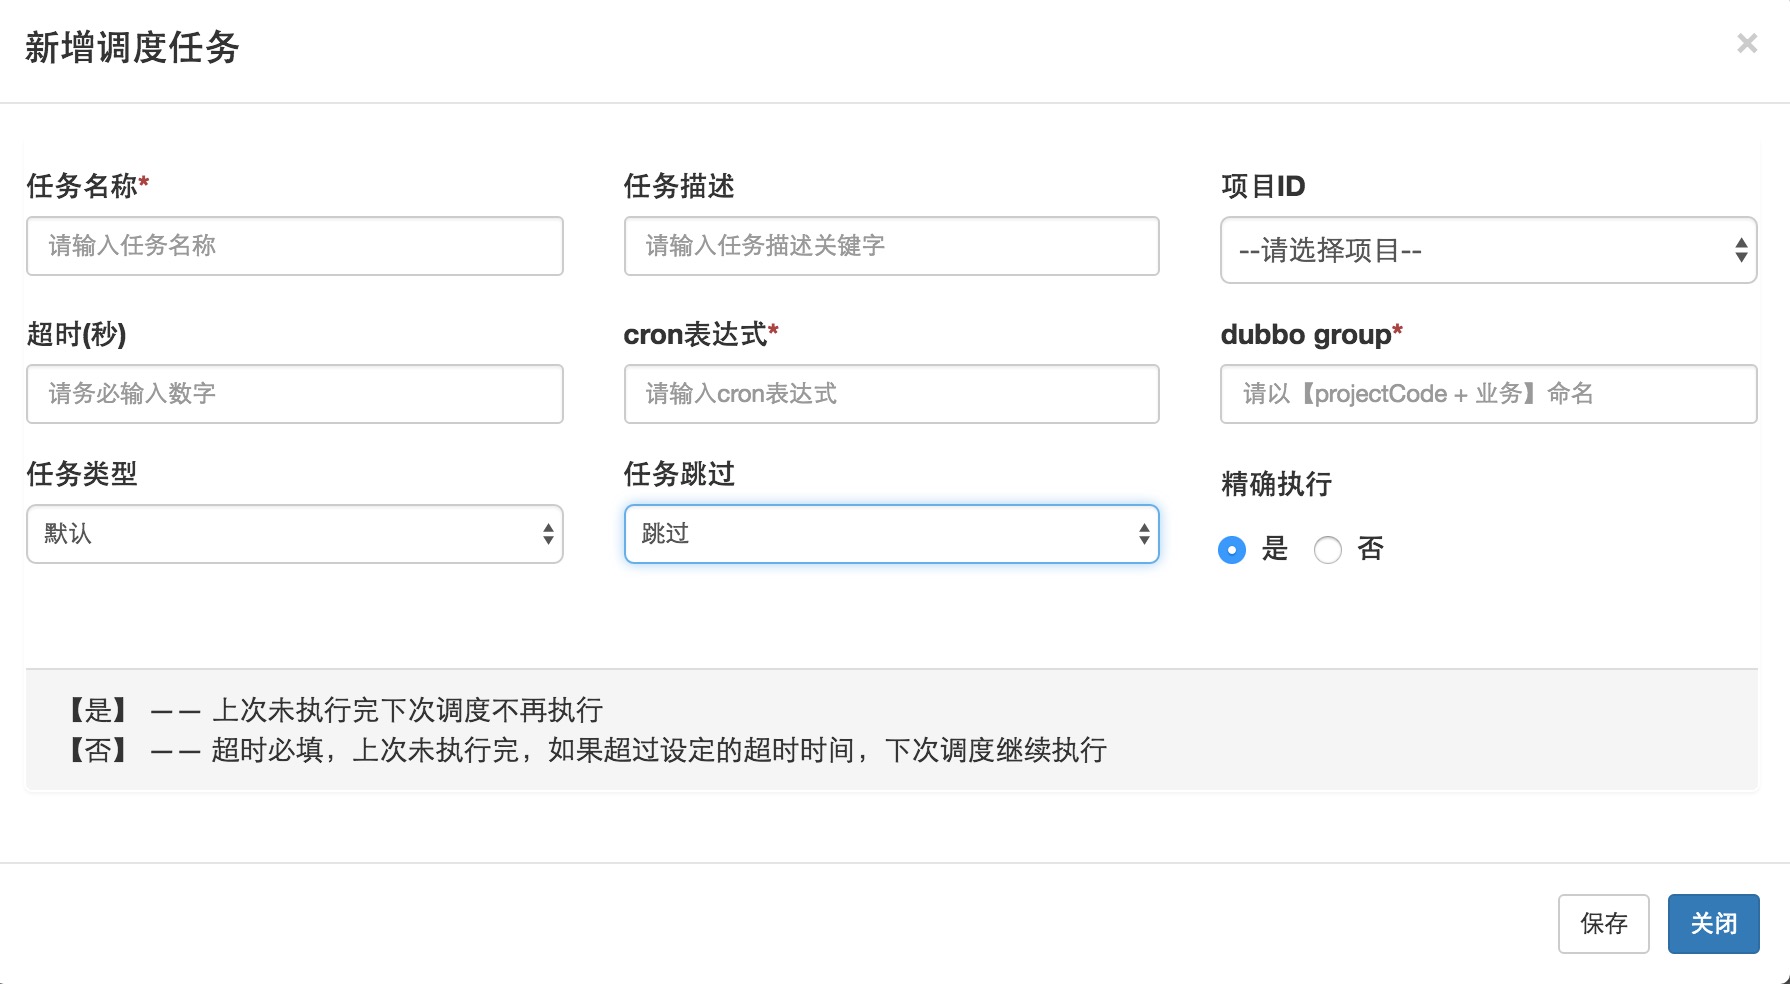 新增调度任务
×
任务名称*
任务描述
项目ID
请输入任务名称
请输入任务描述关键字
--请选择项目--
超时(秒)
cron表达式*
dubbo group*
请务必输入数字
请输入cron表达式
请以【projectCode + 业务】命名
任务类型
任务跳过
精确执行
默认
跳过
是 否
【是】 —— 上次未执行完下次调度不再执行
【否】 —— 超时必填，上次未执行完，如果超过设定的超时时间，下次调度继续执行
保存
关闭